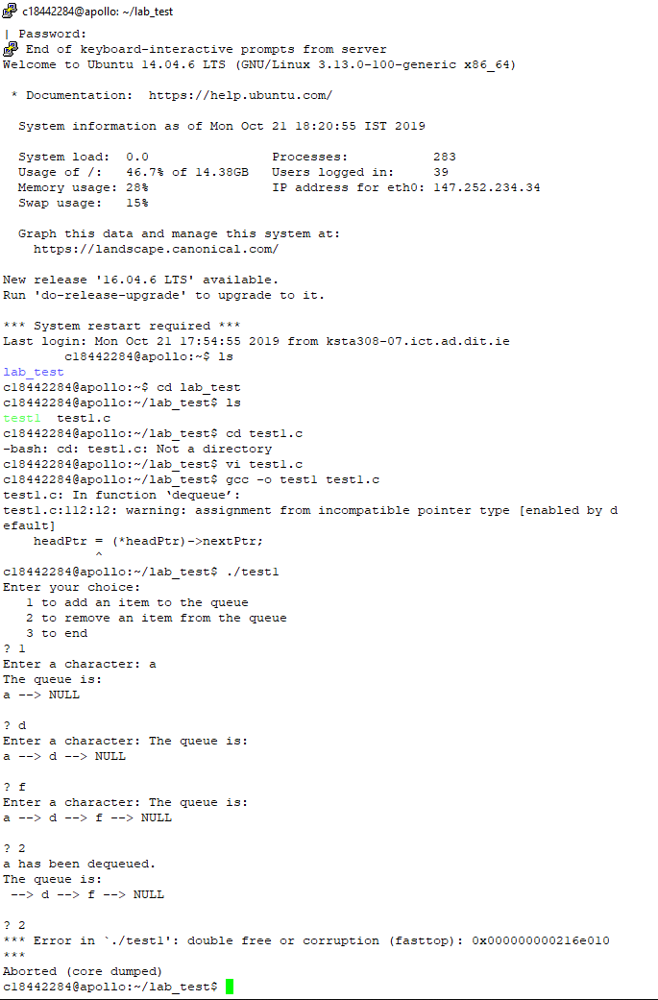 c18442284@apollo: ~/lab_test
| Password:
End of keyboard-interactive prompts from server
Welcome to Ubuntu 14.04.6 LTS (GNU/Linux 3.13.0-100-generic x86_64)
* Documentation:  https://help.ubuntu.com/
System information as of Mon Oct 21 18:20:55 IST 2019
System load:  0.0                Processes:           283
Usage of /:   46.7% of 14.38GB   Users logged in:     39
Memory usage: 28%                IP address for eth0: 147.252.234.34
Swap usage:   15%
Graph this data and manage this system at:
https://landscape.canonical.com/
New release '16.04.6 LTS' available.
Run 'do-release-upgrade' to upgrade to it.
*** System restart required ***
Last login: Mon Oct 21 17:54:55 2019 from ksta308-07.ict.ad.dit.ie
c18442284@apollo:~$ ls
lab_test
c18442284@apollo:~$ cd lab_test
c18442284@apollo:~/lab_test$ ls
test1  test1.c
c18442284@apollo:~/lab_test$ cd test1.c
-bash: cd: test1.c: Not a directory
c18442284@apollo:~/lab_test$ vi test1.c
c18442284@apollo:~/lab_test$ gcc -o test1 test1.c
test1.c: In function ‘dequeue’:
test1.c:112:12: warning: assignment from incompatible pointer type [enabled by d
efault]
headPtr = (*headPtr)->nextPtr;
^
c18442284@apollo:~/lab_test$ ./test1
Enter your choice:
1 to add an item to the queue
2 to remove an item from the queue
3 to end
? 1
Enter a character: a
The queue is:
a --> NULL
? d
Enter a character: The queue is:
a --> d --> NULL
? f
Enter a character: The queue is:
a --> d --> f --> NULL
? 2
a has been dequeued.
The queue is:
--> d --> f --> NULL
? 2
*** Error in `./test1': double free or corruption (fasttop): 0x000000000216e010
***
Aborted (core dumped)
c18442284@apollo:~/lab_test$